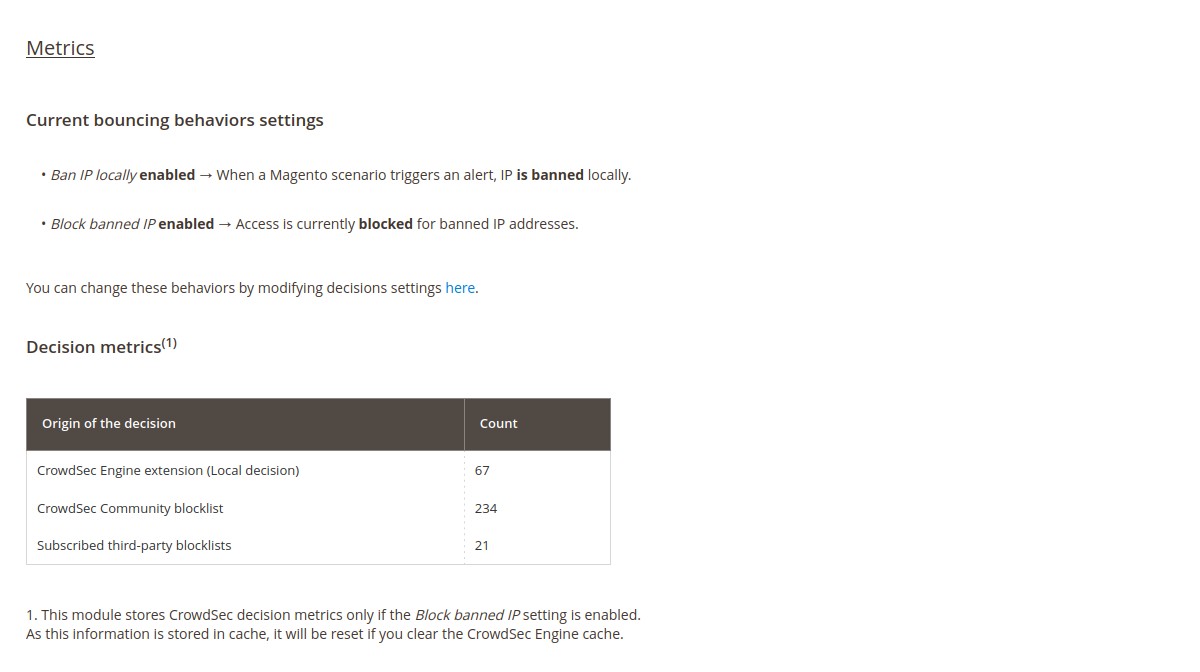 Metrics
Current bouncing behaviors settings
• Ban IP locally enabled → When a Magento scenario triggers an alert, IP is banned locally.
• Block banned IP enabled → Access is currently blocked for banned IP addresses.
You can change these behaviors by modifying decisions settings here.
Decision metrics(1)
Origin of the decision Count
CrowdSec Engine extension (Local decision) 67
CrowdSec Community blocklist 234
Subscribed third-party blocklists 21
1. This module stores CrowdSec decision metrics only if the Block banned IP setting is enabled.
As this information is stored in cache, it will be reset if you clear the CrowdSec Engine cache.